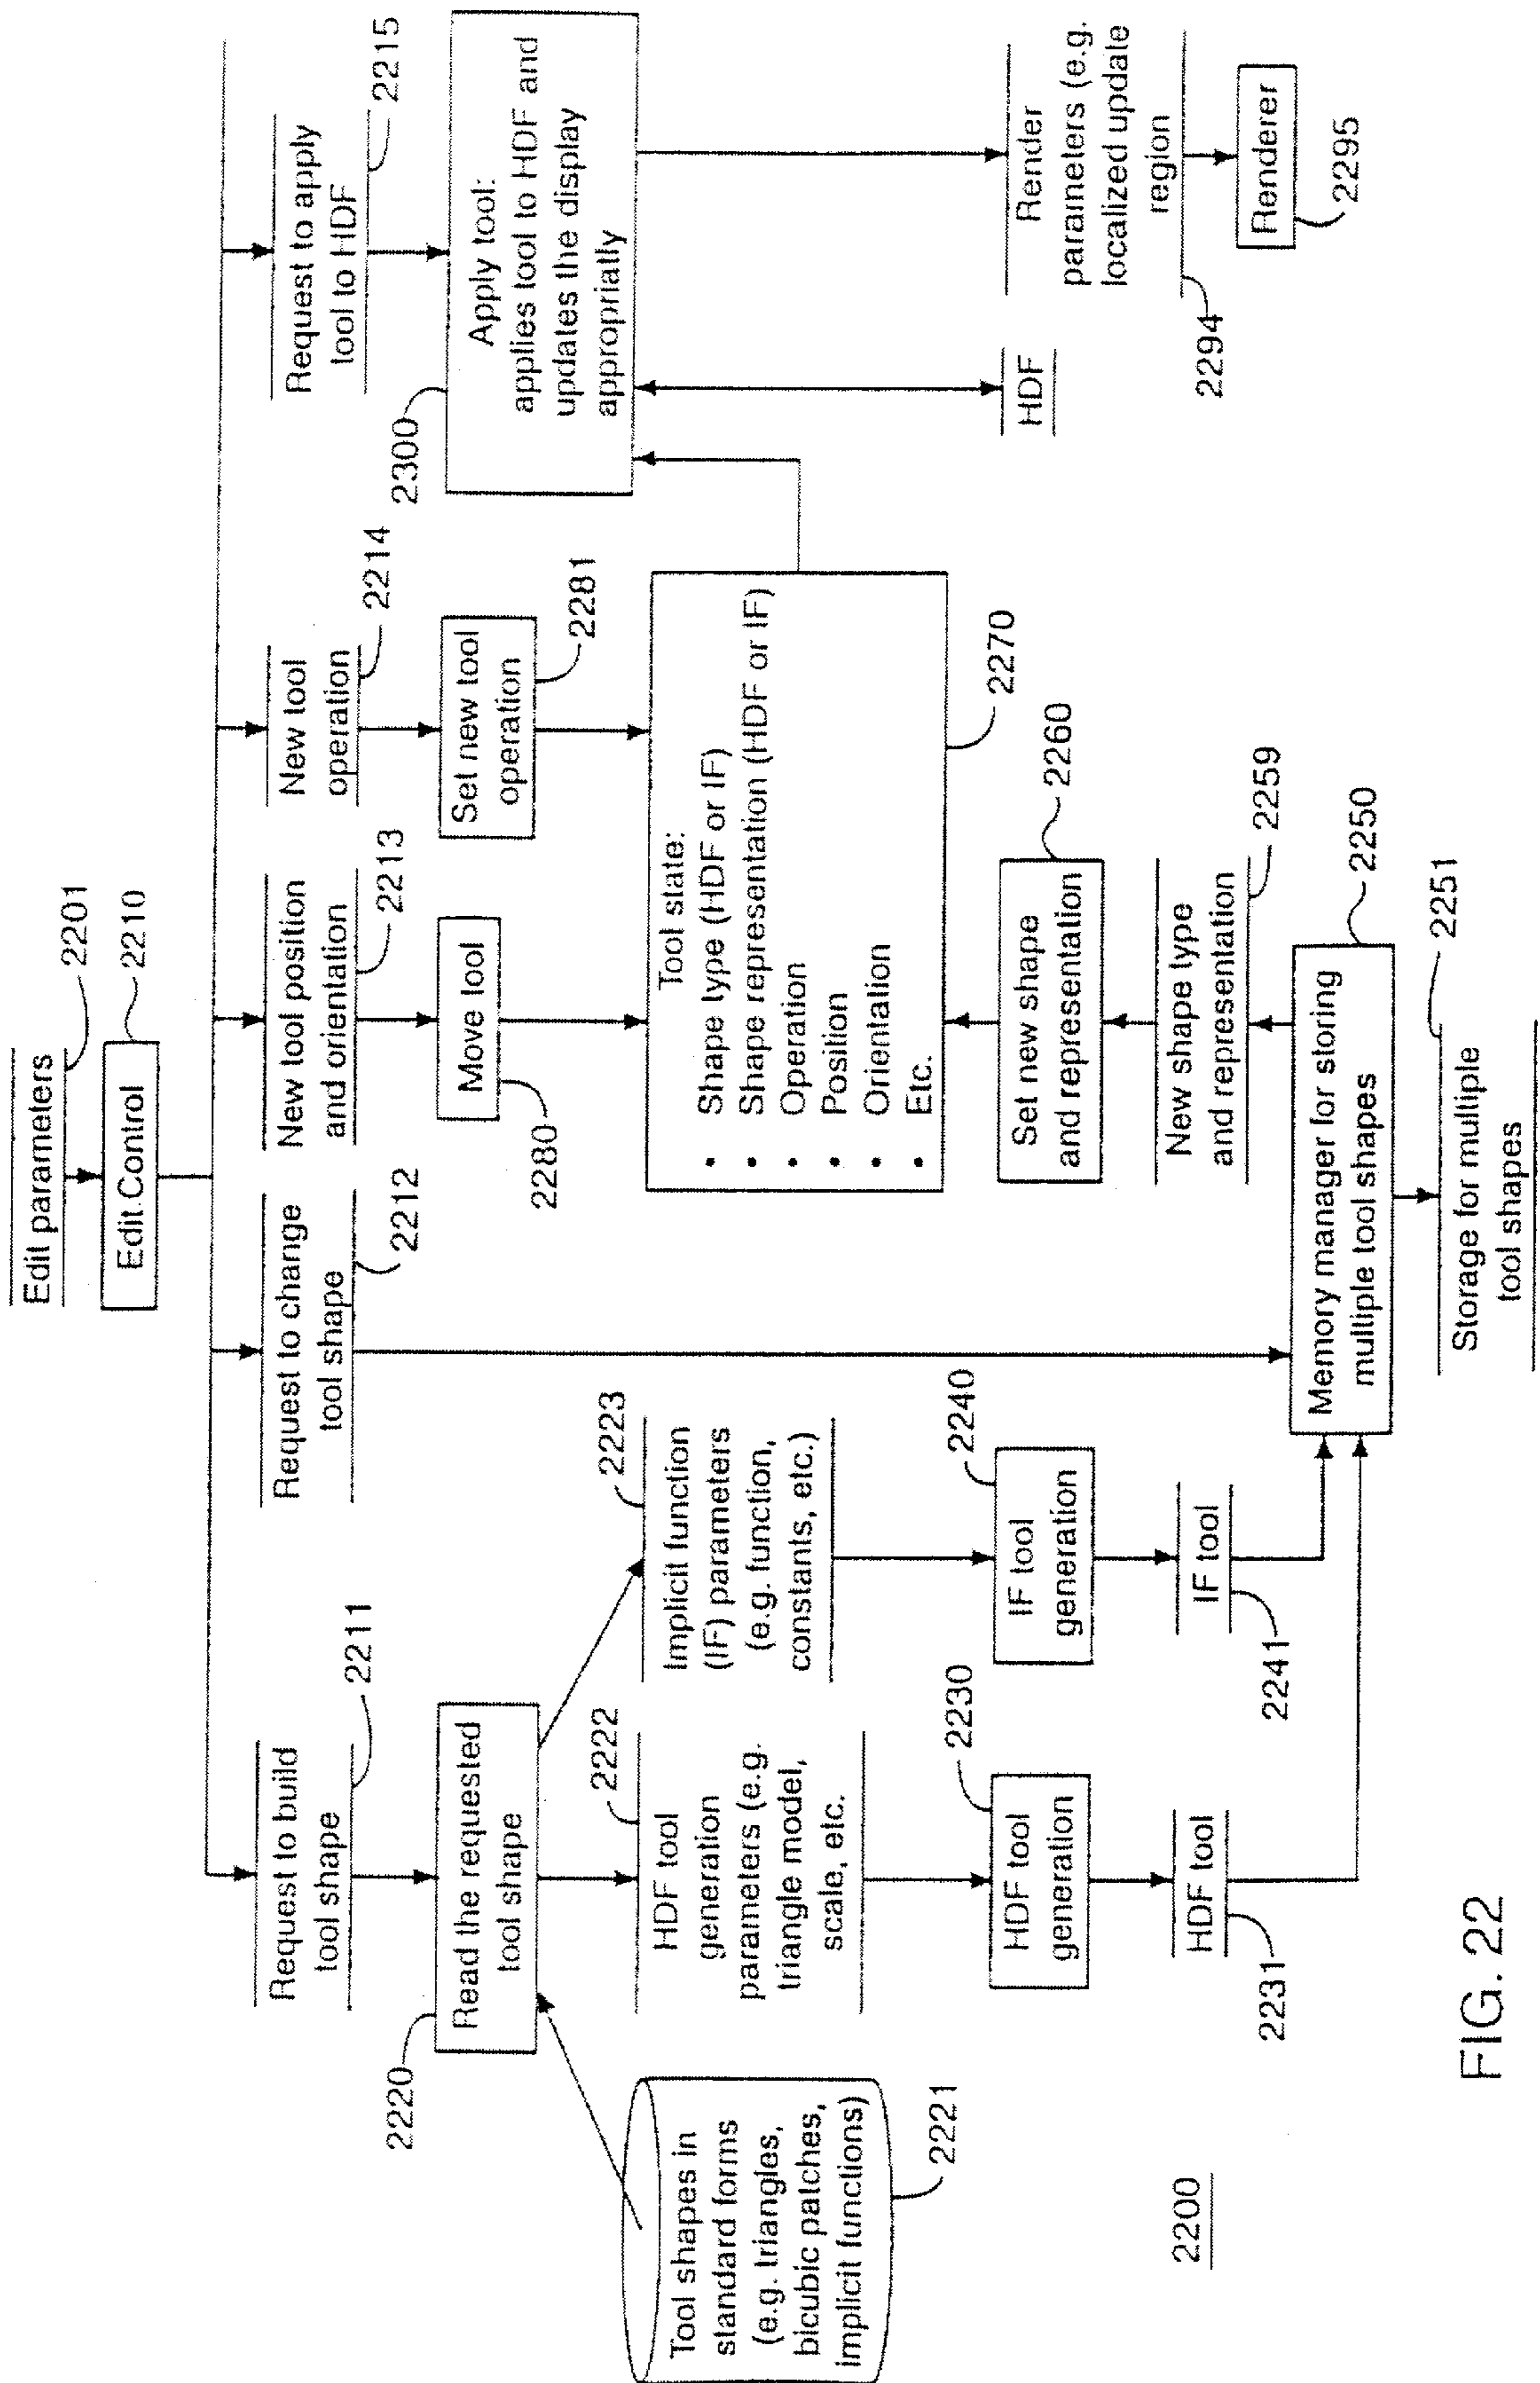 Edit parameters
2201
Edit.Control
2210
Request to build
tool shape
2211
Request to change
tool shape
2212
New tool position
and orientation
2213
New tool
operation
2214
Request to apply
tool to HDF
2215
2220
Read the requested
tool shape
Move tool
2280
Set new tool
operation
2281
2300
Apply tool:
applies tool to HDF and
updates the display
appropriatly
Tool shapes in
standard forms
(e.g. triangles,
bicubic patches,
implicit functions)
2221
2222
HDF tool
generation
parameters (e.g.
triangle model,
scale, etc.
2223
Implicit function
(IF) parameters
(e.g. function,
constants, etc.)
Tool state:
• Shape type (HDF or IF)
• Shape representation (HDF or IF)
• Operation
• Position
• Orientation
• Etc.
2270
2230
HDF tool
generation
2240
IF tool
generation
Set new shape
and representation
2260
HDF
Render
parameters (e.g.
localized update
region
2294
HDF tool
2231
IF tool
2241
New shape type
and representation
2259
Renderer
2295
Memory manager for storing
multiple tool shapes
2250
Storage for multiple
tool shapes
2251
2200
FIG. 22